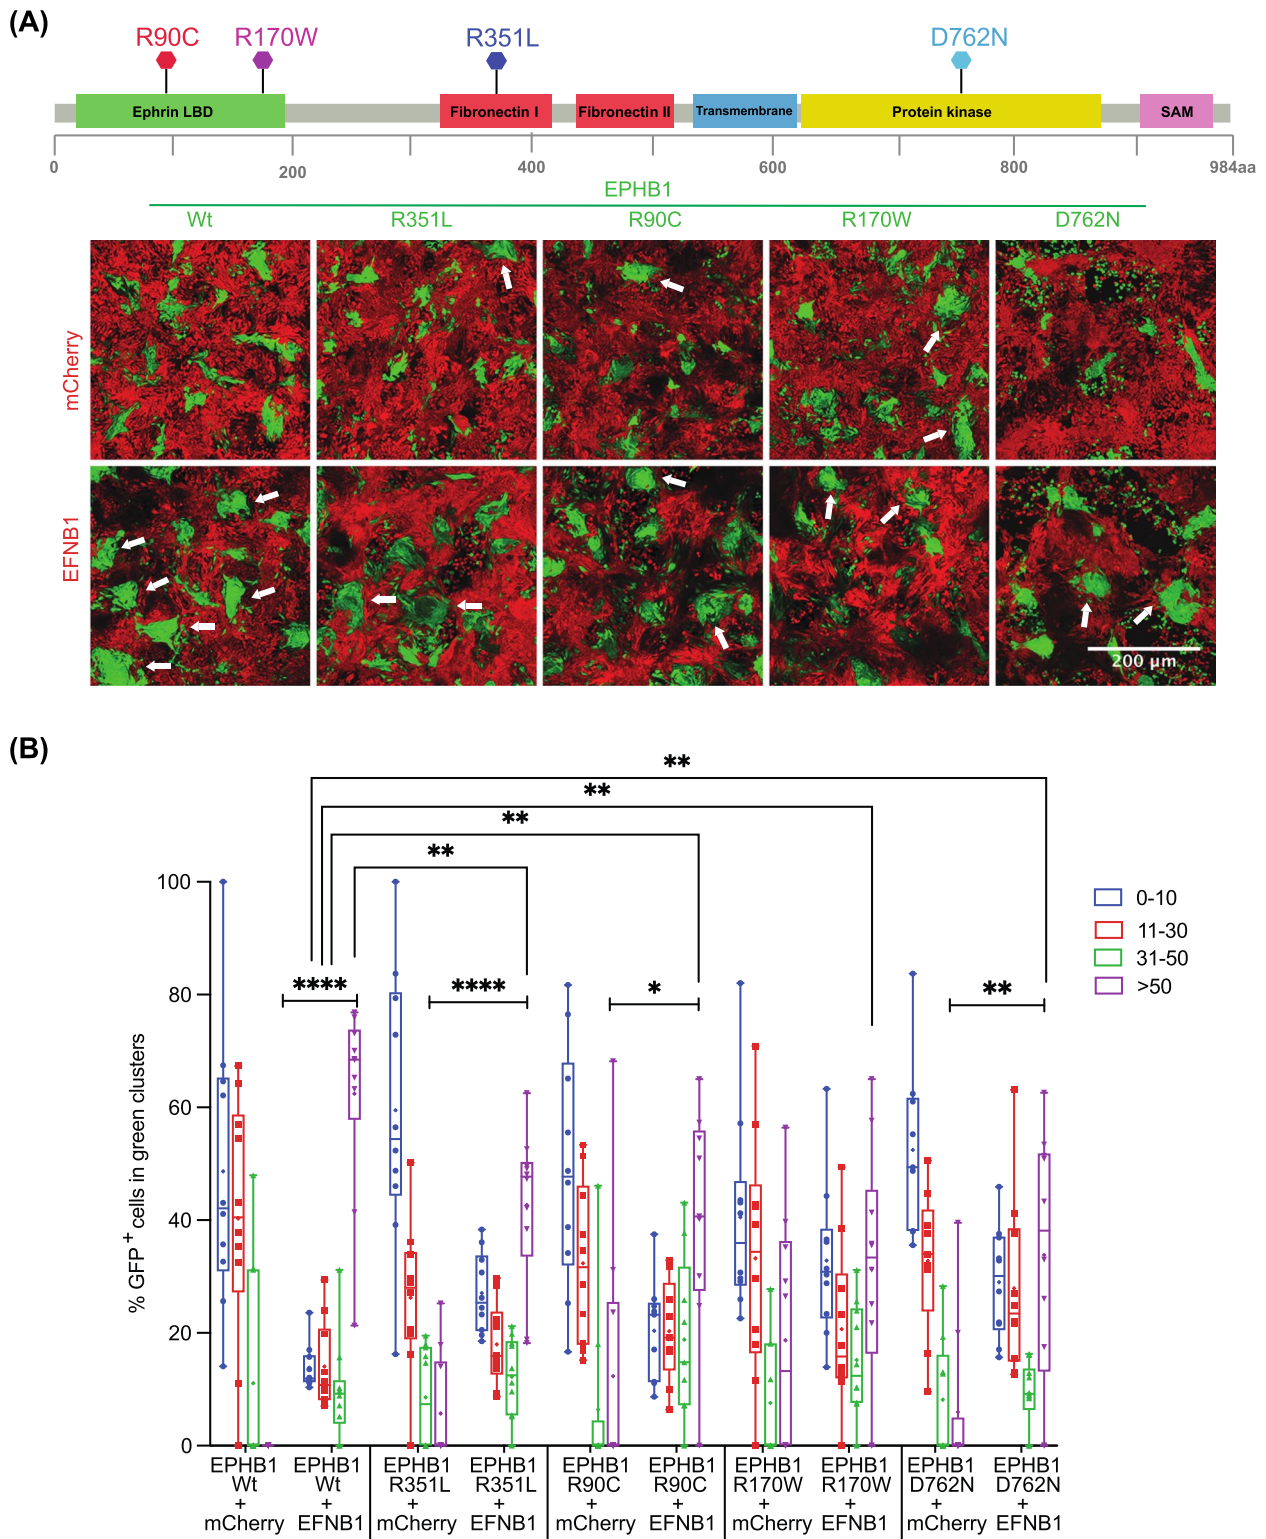 (A)
R90C R170W R351L D762N
Ephrin LBD Fibronectin I Fibronectin II Transmembrane Protein kinase SAM
0 200 400 600 800 984aa
EPHB1
Wt R351L R90C R170W D762N
mCherry
EFNB1
200 µm
(B)
**
**
**
**
**** **** * **
% GFP+ cells in green clusters
100
80
60
40
20
0
0-10
11-30
31-50
>50
EPHB1 EPHB1 EPHB1 EPHB1 EPHB1 EPHB1 EPHB1 EPHB1 EPHB1 EPHB1
Wt Wt R351L R351L R90C R90C R170W R170W D762N D762N
+ + + + + + + + + +
mCherry EFNB1 mCherry EFNB1 mCherry EFNB1 mCherry EFNB1 mCherry EFNB1